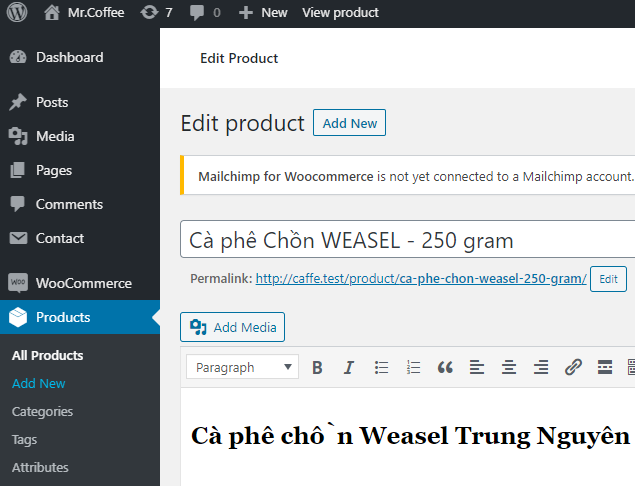 Mr.Coffee 7 0 New View product
Dashboard
Edit Product
Posts
Media
Pages
Comments
Contact
WooCommerce
Products
All Products
Add New
Categories
Tags
Attributes
Edit product Add New
Mailchimp for Woocommerce is not yet connected to a Mailchimp account.
Cà phê Chồn WEASEL - 250 gram
Permalink: http://caffe.test/product/ca-phe-chon-weasel-250-gram/ Edit
Add Media
Paragraph
Cà phê chồn Weasel Trung Nguyên